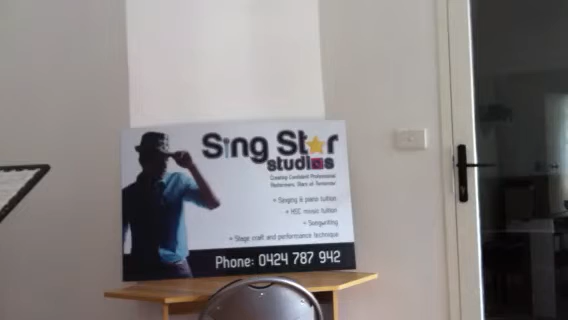 Sing Star
studios
Creating Confident Professional
Performers, Stars of Tomorrow
+ Singing & piano tuition
+ HSC music tuition
+ Songwriting
+ Stage craft and performance technique
Phone: 0424 787 942